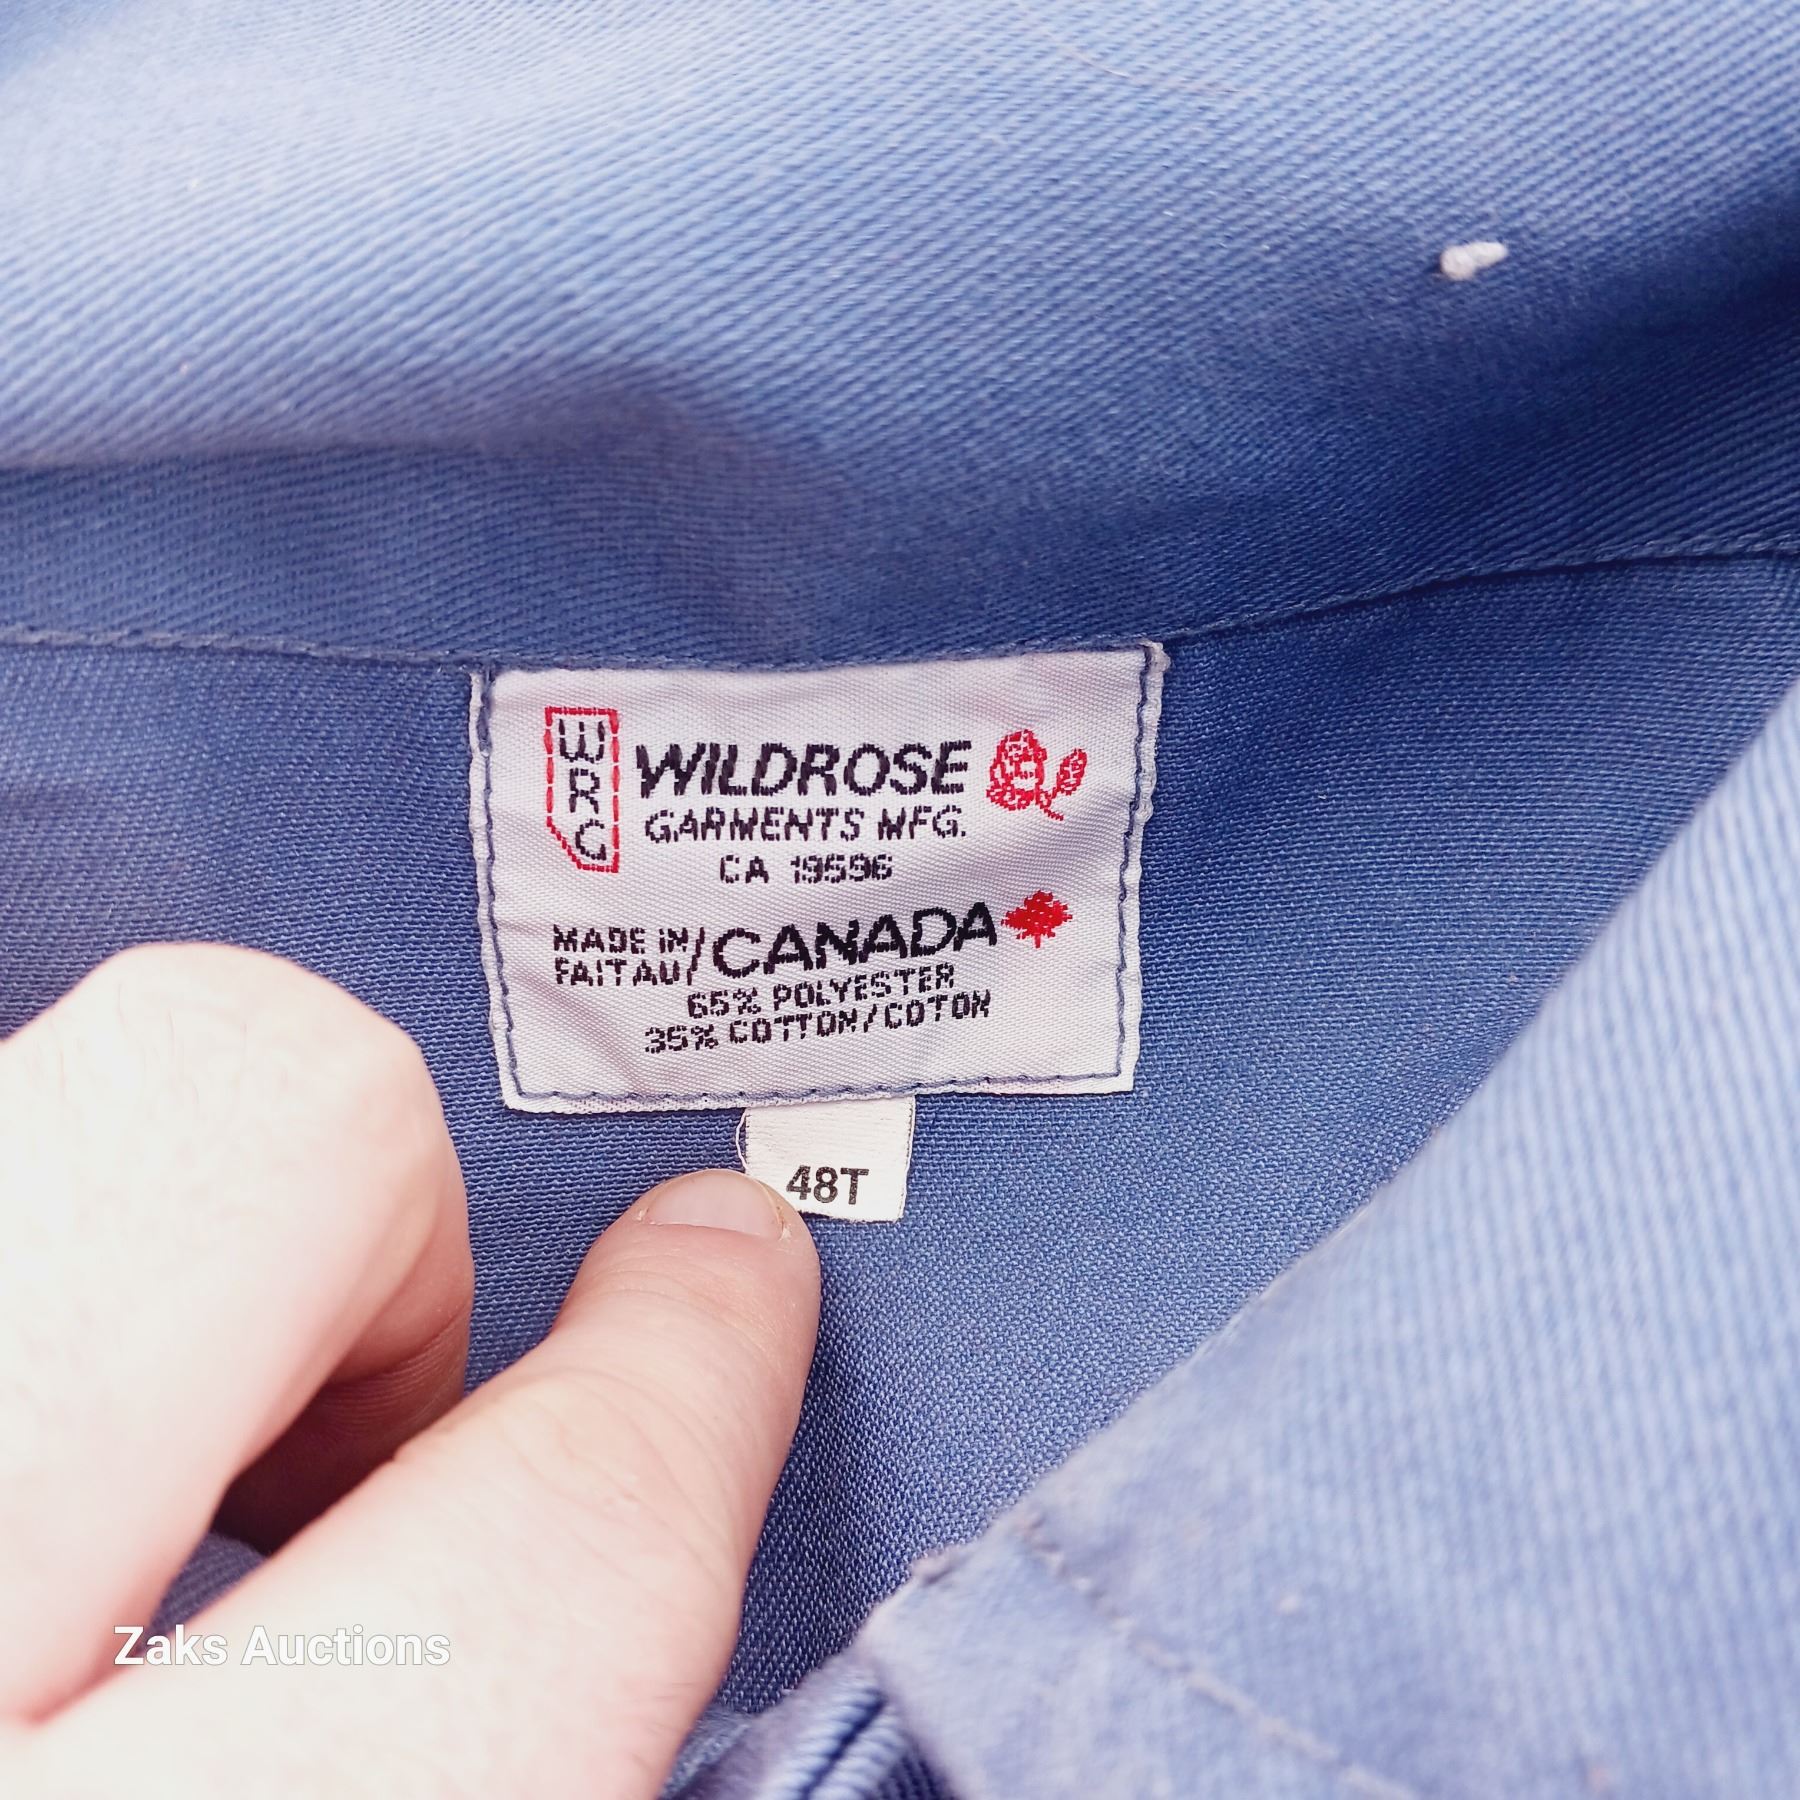 WRG
WILDROSE
GARMENTS MFG.
CA 19596
MADE IN/
FAIT AU/
CANADA
65% POLYESTER
35% COTTON/COTON
48T
Zaks Auctions